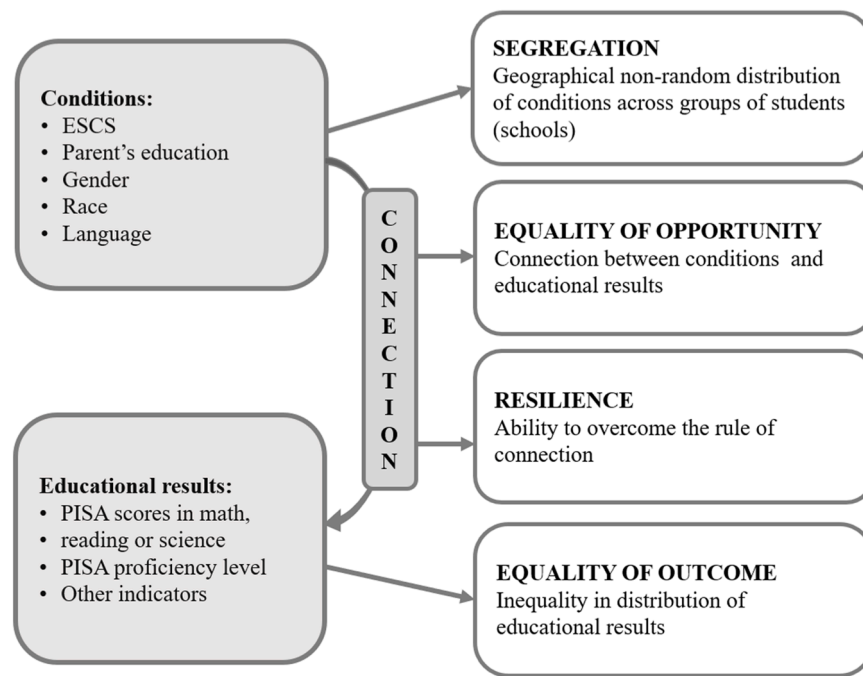 Conditions:
• ESCS
• Parent's education
• Gender
• Race
• Language
CONNECTION
Educational results:
• PISA scores in math,
• reading or science
• PISA proficiency level
• Other indicators
SEGREGATION
Geographical non-random distribution
of conditions across groups of students
(schools)
EQUALITY OF OPPORTUNITY
Connection between conditions and
educational results
RESILIENCE
Ability to overcome the rule of
connection
EQUALITY OF OUTCOME
Inequality in distribution of
educational results